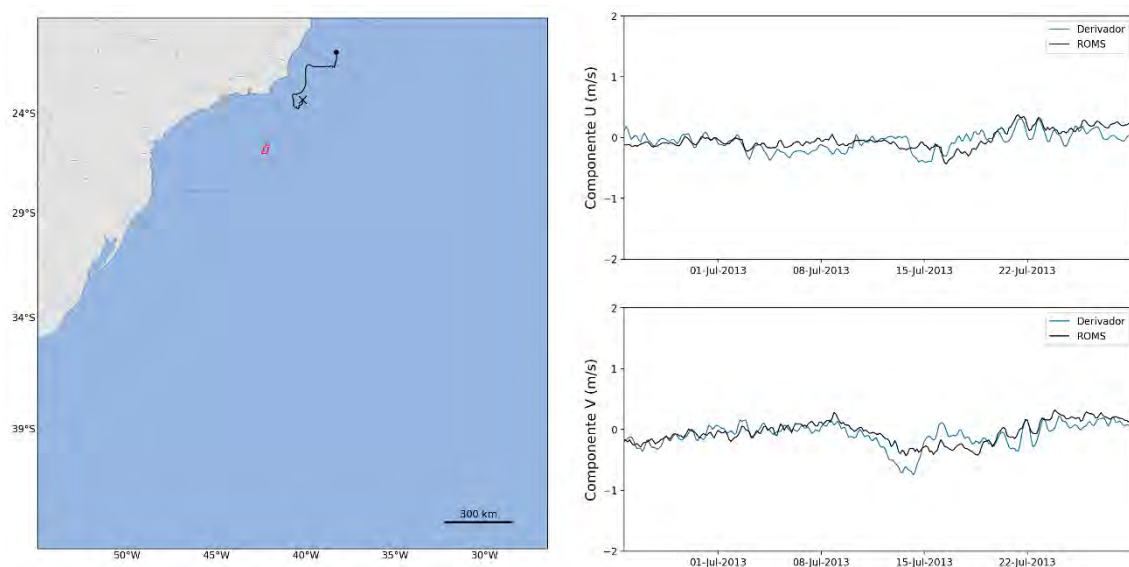 24°S
29°S
34°S
39°S
300 km
50°W
45°W
40°W
35°W
30°W
Componente U (m/s)
2
1
0
−1
−2
Derivador
ROMS
01-Jul-2013
08-Jul-2013
15-Jul-2013
22-Jul-2013
Componente V (m/s)
2
1
0
−1
−2
Derivador
ROMS
01-Jul-2013
08-Jul-2013
15-Jul-2013
22-Jul-2013